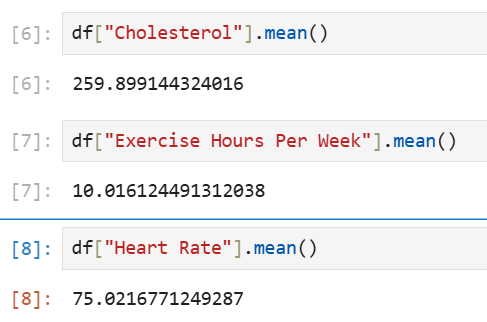 [6]: df["Cholesterol"].mean()
[6]: 259.899144324016
[7]: df["Exercise Hours Per Week"].mean()
[7]: 10.016124491312038
[8]: df["Heart Rate"].mean()
[8]: 75.0216771249287